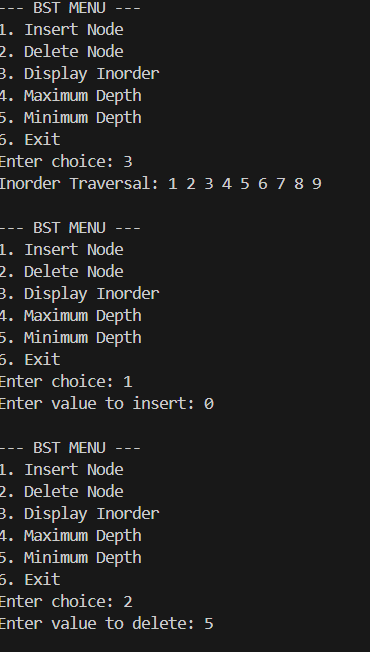 --- BST MENU ---
1. Insert Node
2. Delete Node
3. Display Inorder
4. Maximum Depth
5. Minimum Depth
6. Exit
Enter choice: 3
Inorder Traversal: 1 2 3 4 5 6 7 8 9
--- BST MENU ---
1. Insert Node
2. Delete Node
3. Display Inorder
4. Maximum Depth
5. Minimum Depth
6. Exit
Enter choice: 1
Enter value to insert: 0
--- BST MENU ---
1. Insert Node
2. Delete Node
3. Display Inorder
4. Maximum Depth
5. Minimum Depth
6. Exit
Enter choice: 2
Enter value to delete: 5